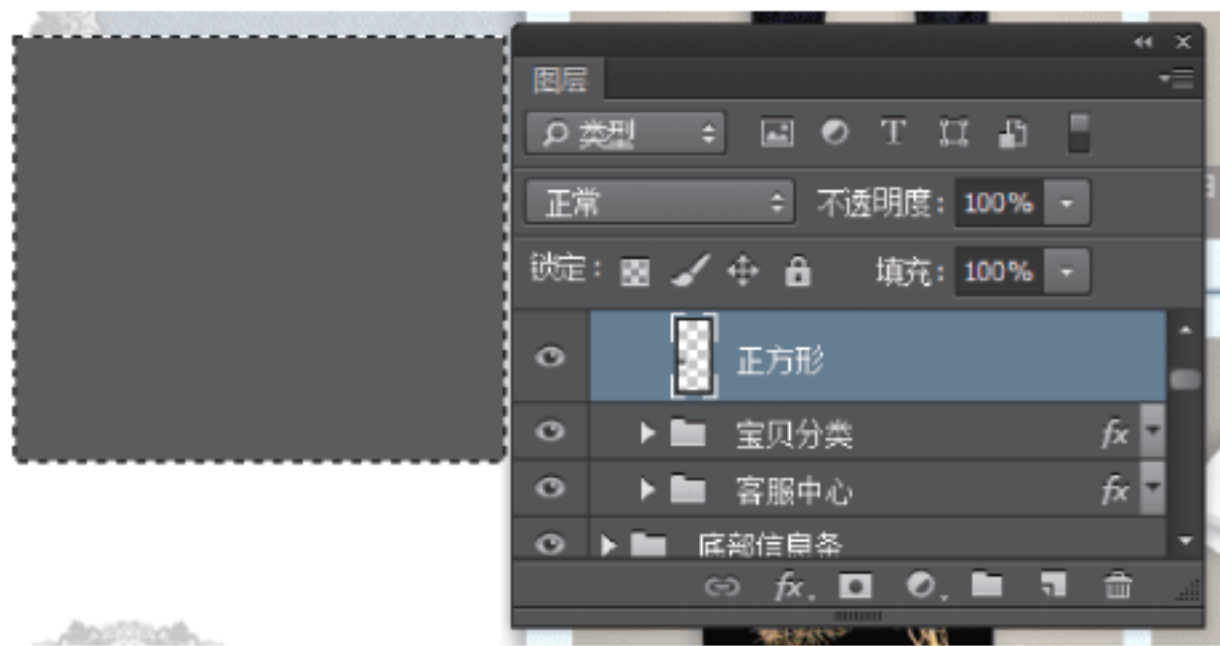 图层
类型
正常 不透明度: 100%
锁定: 填充: 100%
正方形
宝贝分类 fx
客服中心 fx
底部信息条
fx.